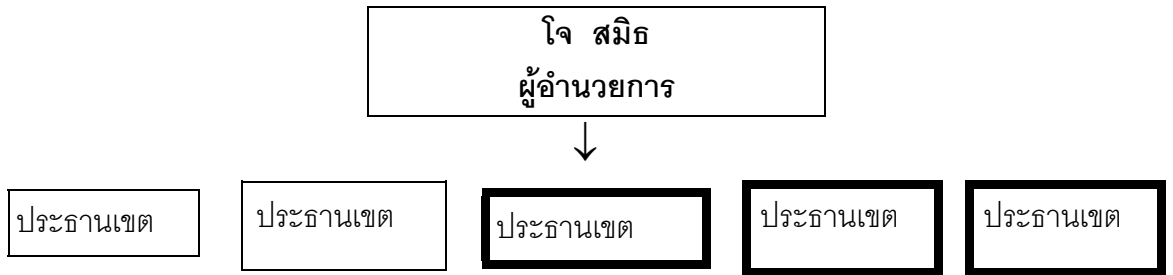 โจ สมิธ
ผู้อำนวยการ
ประธานเขต
ประธานเขต
ประธานเขต
ประธานเขต
ประธานเขต